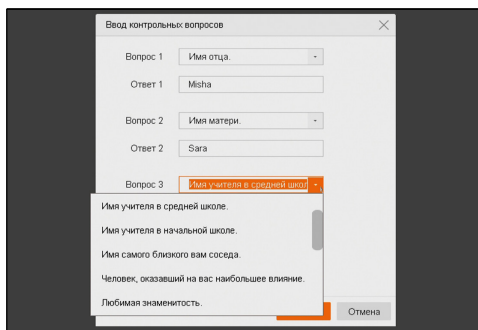 Ввод контрольных вопросов
Вопрос 1 Имя отца.
Ответ 1 Misha
Вопрос 2 Имя матери.
Ответ 2 Sara
Вопрос 3 Имя учителя в средней школ
Имя учителя в средней школе.
Имя учителя в начальной школе.
Имя самого близкого вам соседа.
Человек, оказавший на вас наибольшее влияние.
Любимая знаменитость.
Отмена